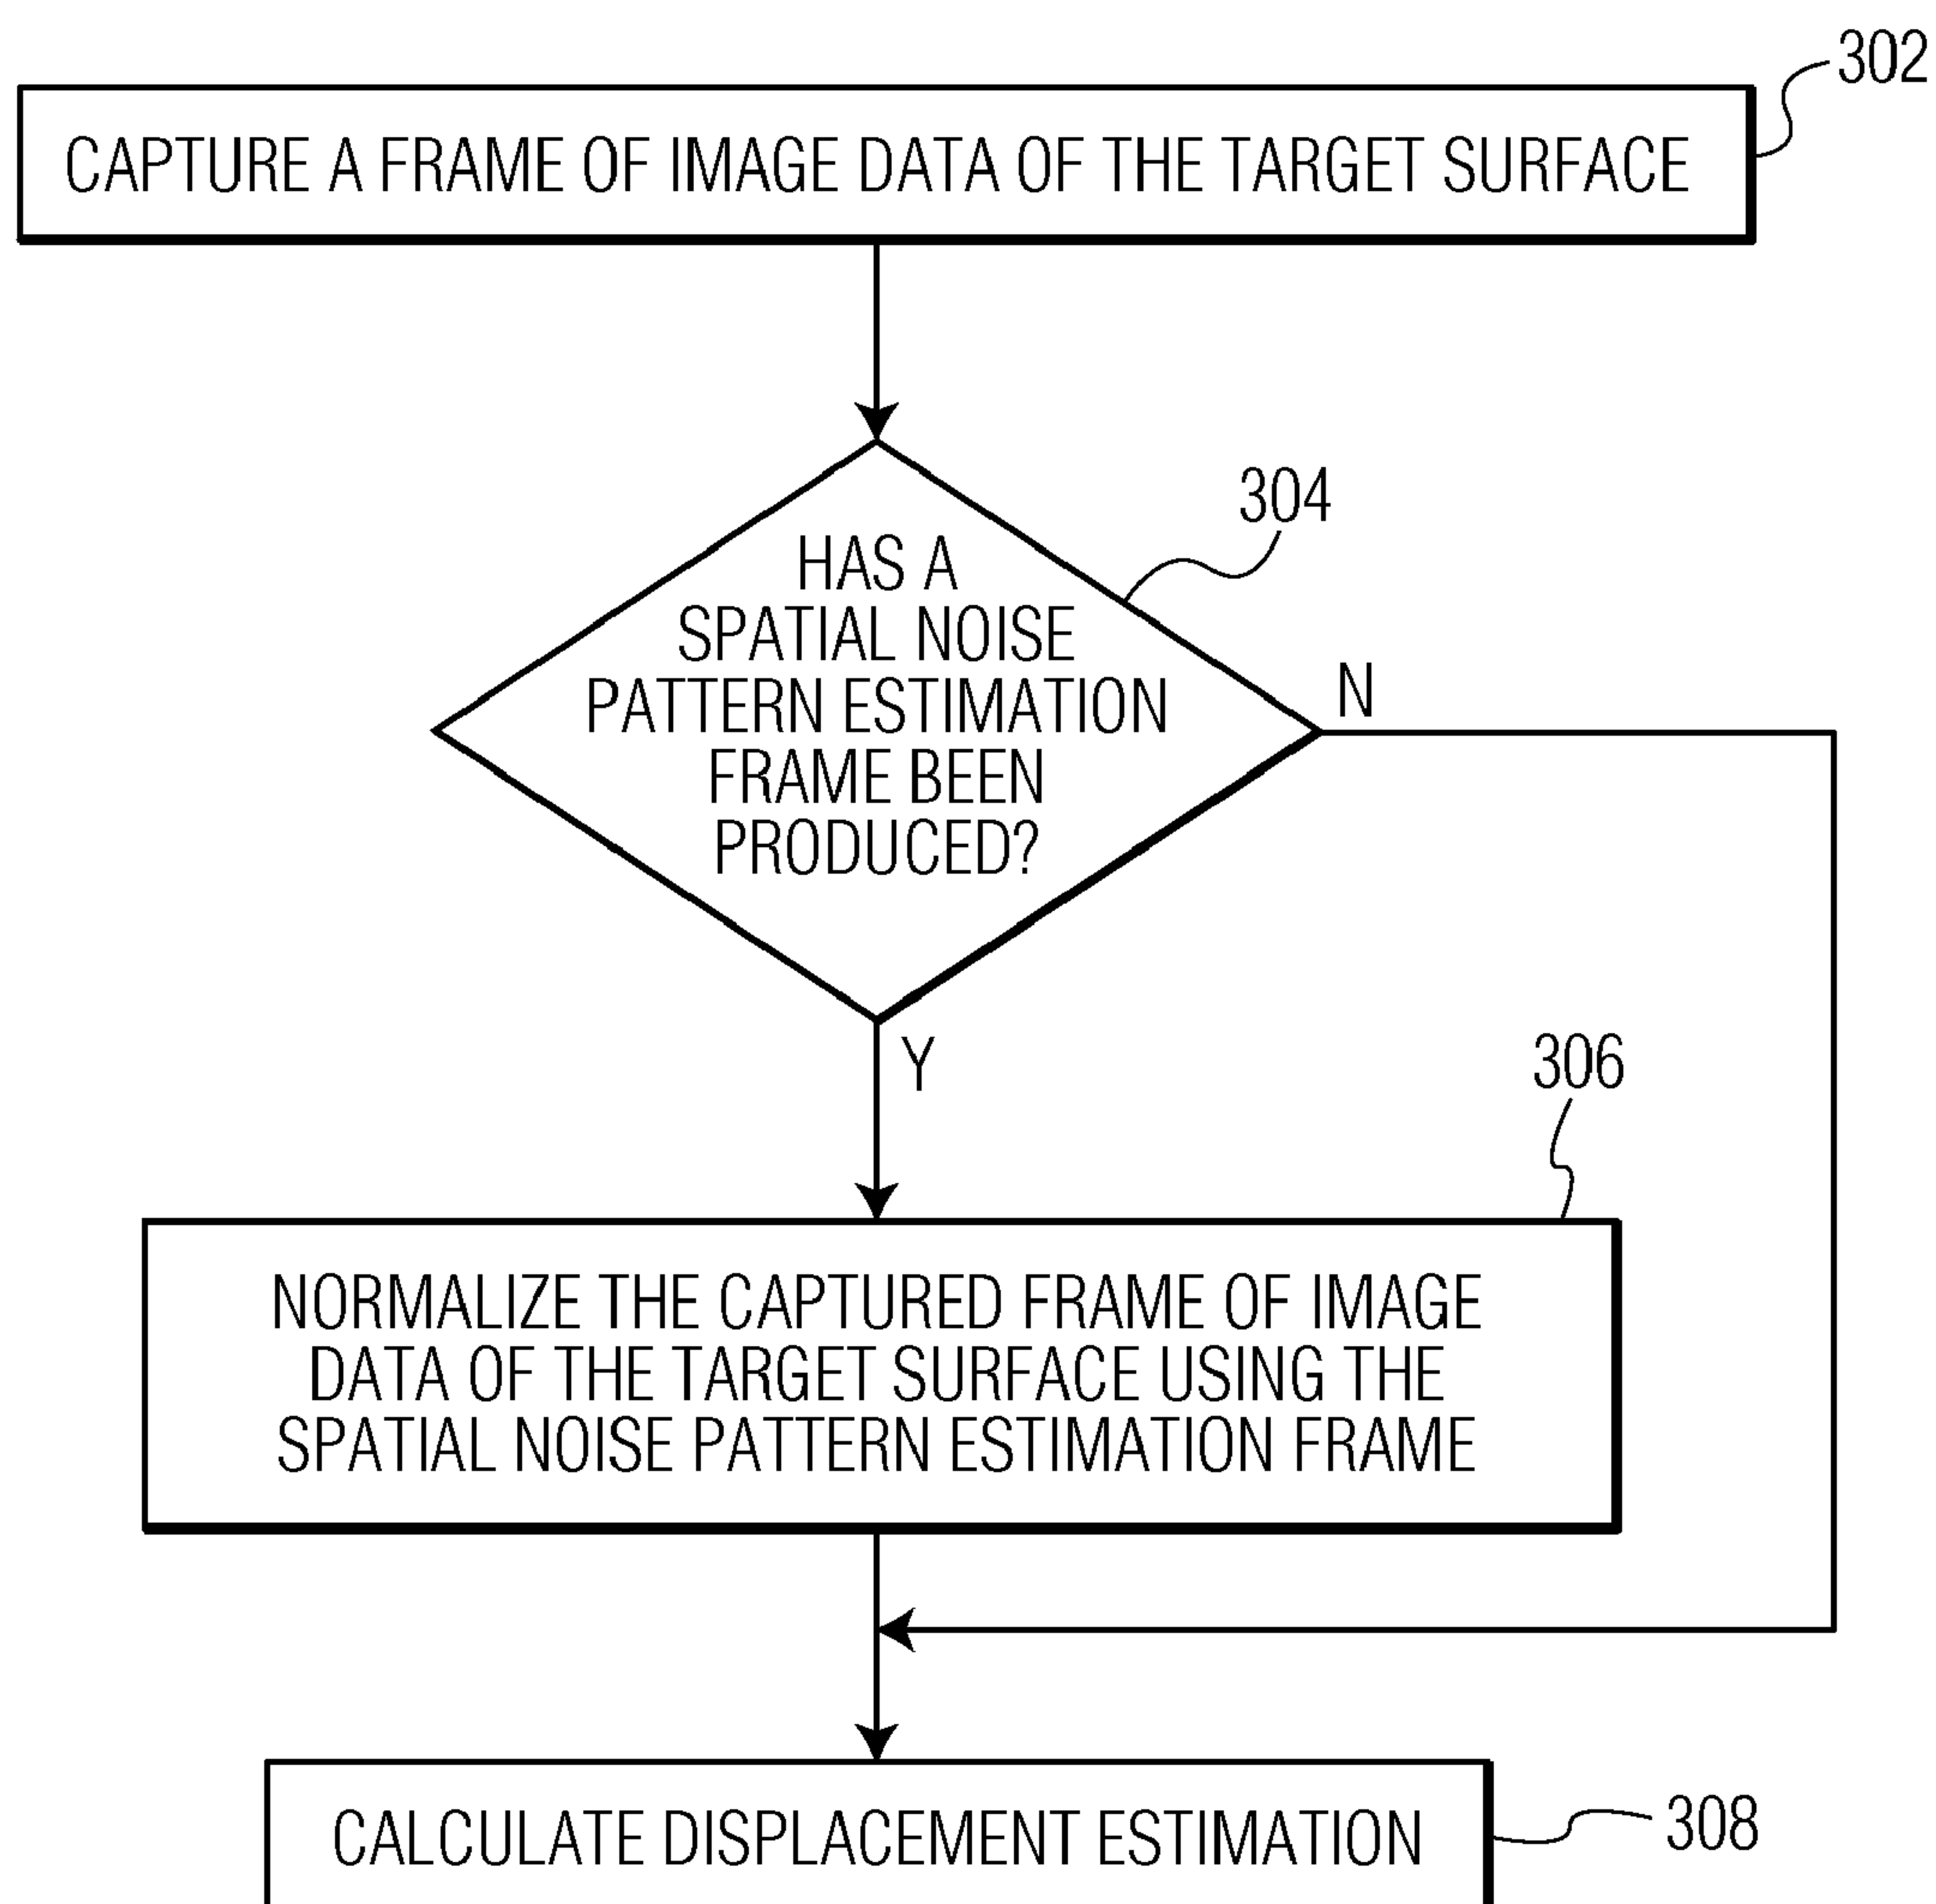 302
CAPTURE A FRAME OF IMAGE DATA OF THE TARGET SURFACE
304
HAS A
SPATIAL NOISE
PATTERN ESTIMATION
FRAME BEEN
PRODUCED?
N
Y
306
NORMALIZE THE CAPTURED FRAME OF IMAGE
DATA OF THE TARGET SURFACE USING THE
SPATIAL NOISE PATTERN ESTIMATION FRAME
CALCULATE DISPLACEMENT ESTIMATION
308